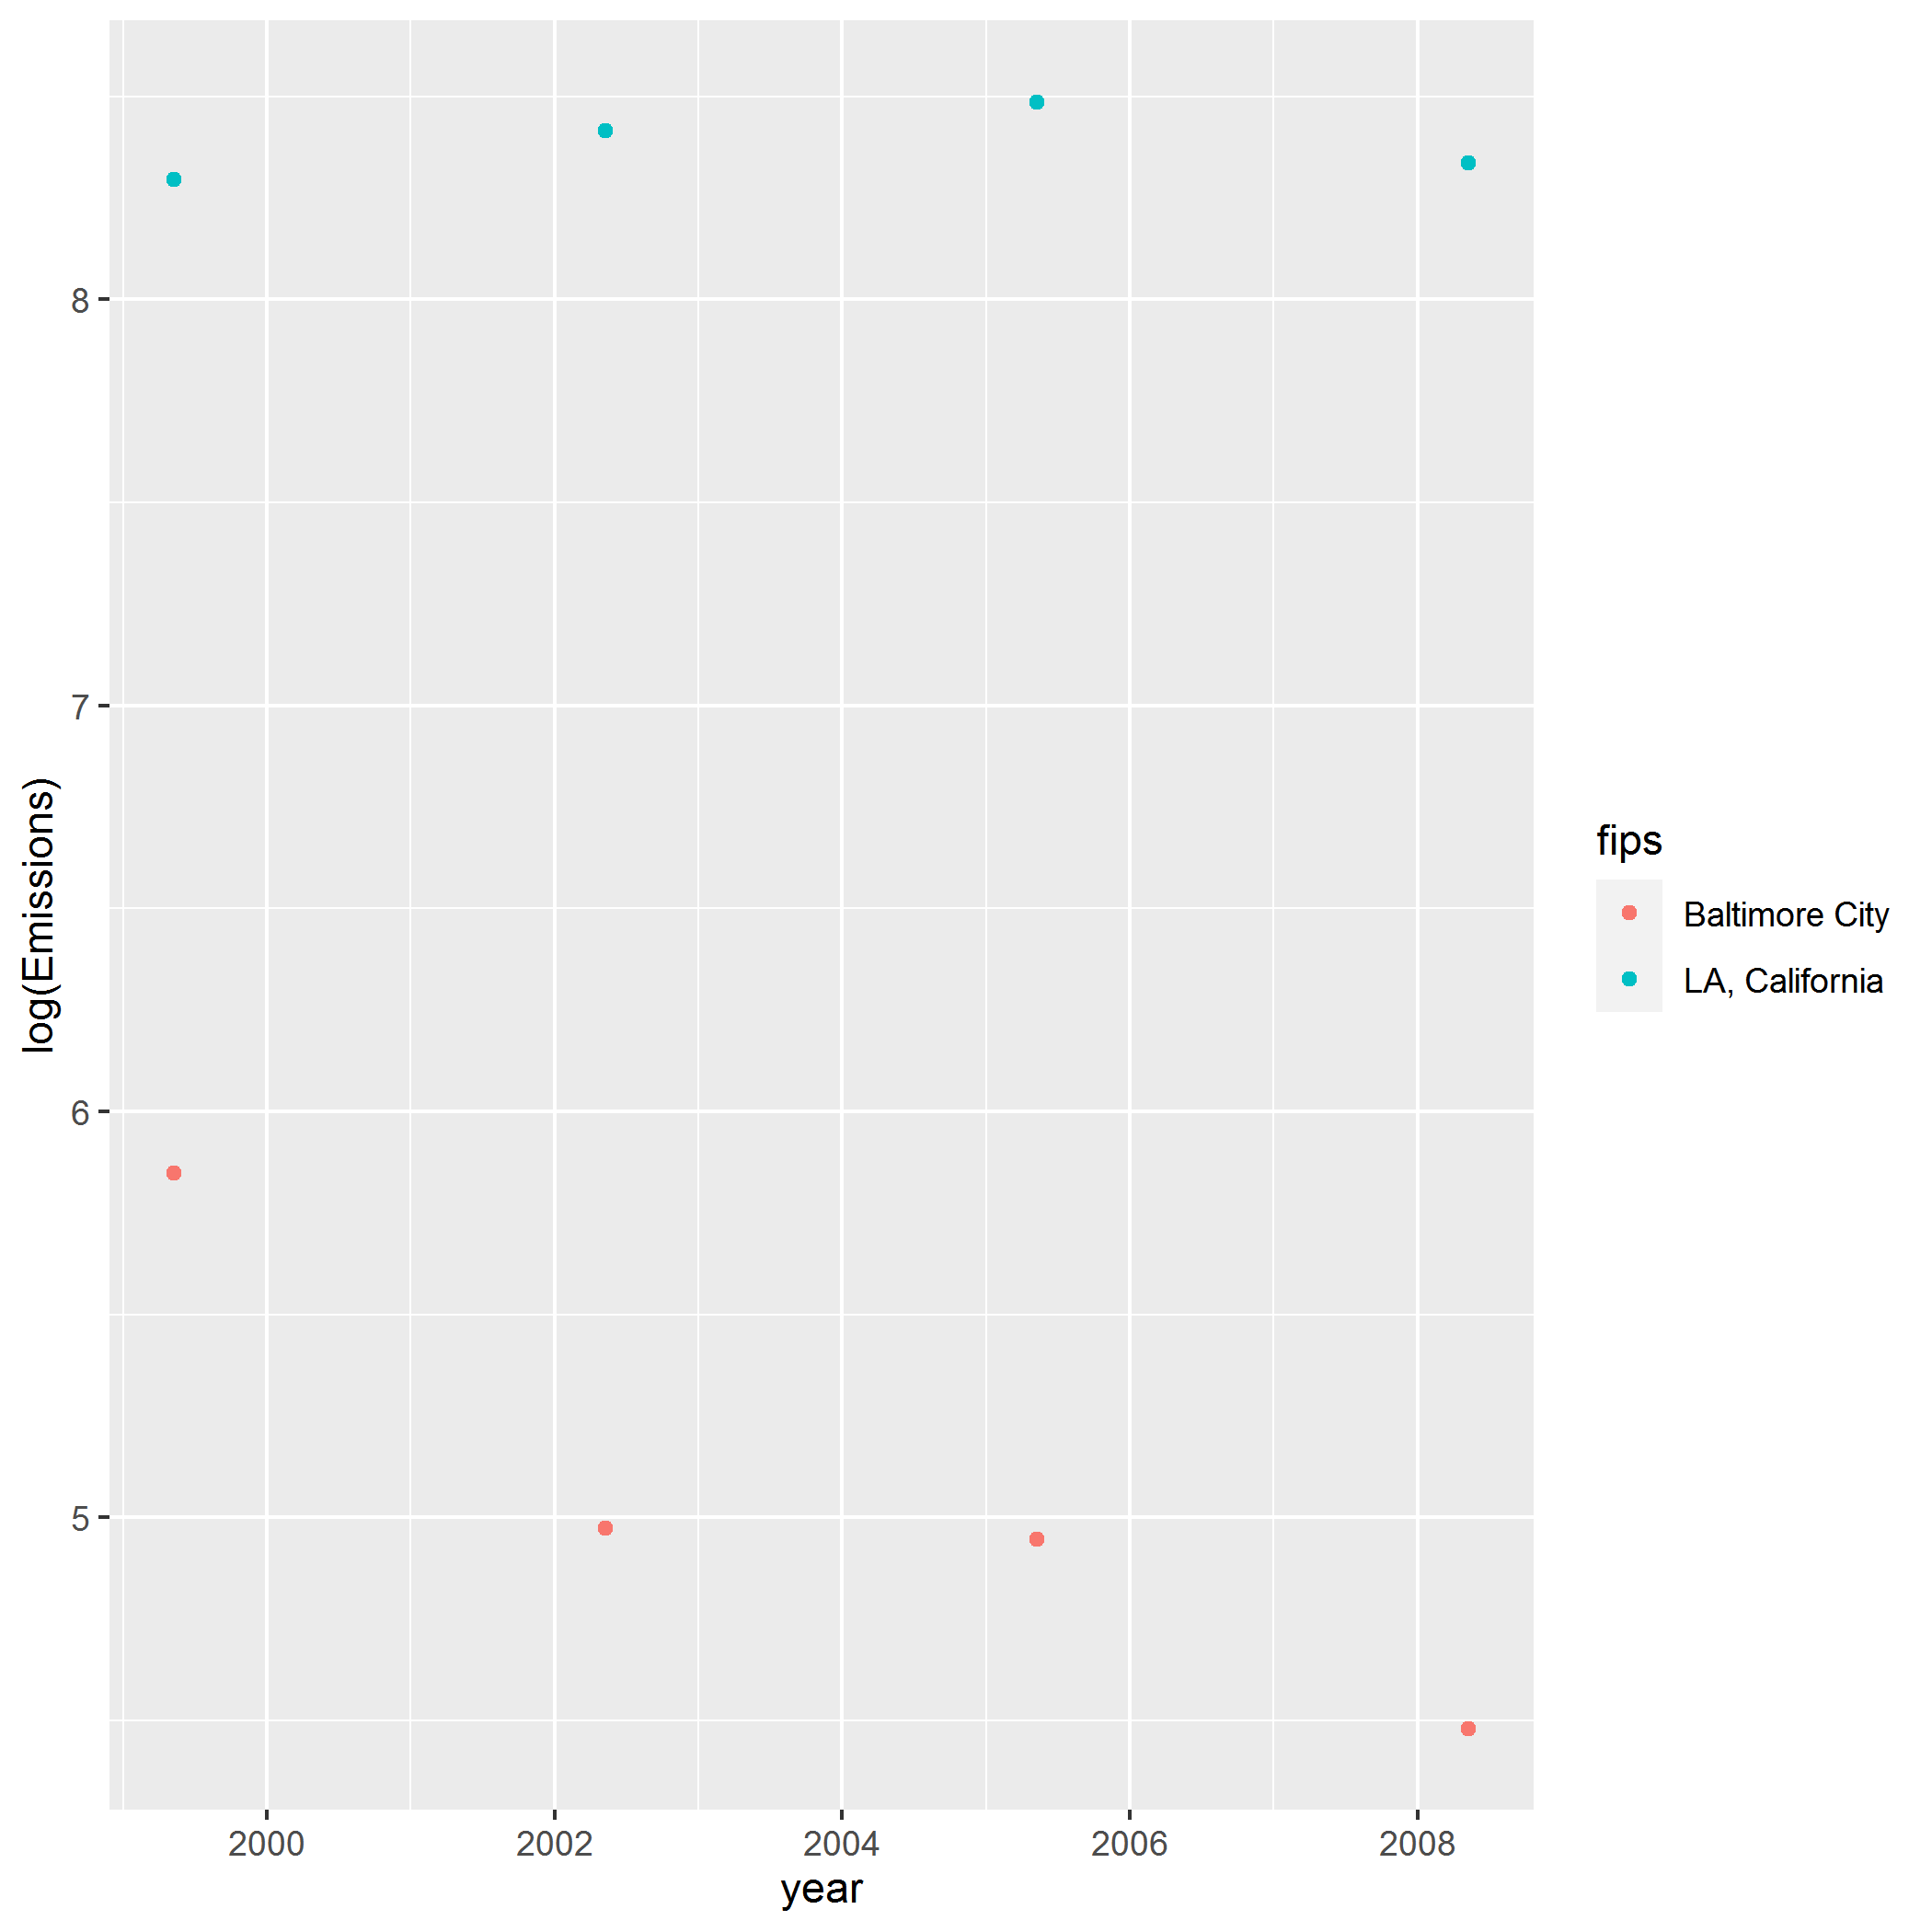 8
7
6
5
log(Emissions)
2000 2002 2004 2006 2008
year
fips
Baltimore City
LA, California